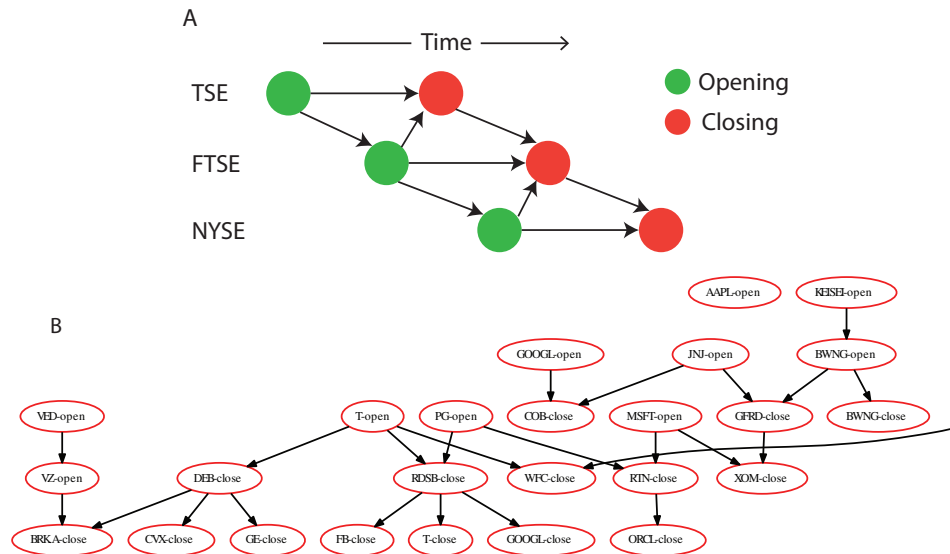 A
Time
TSE
Opening
Closing
FTSE
NYSE
B
AAPL-open
KEISEI-open
GOOGL-open
JNJ-open
BWNG-open
VED-open
T-open
PG-open
COB-close
MSFT-open
GFRD-close
BWNG-close
VZ-open
DEB-close
RDSB-close
WFC-close
RTN-close
XOM-close
BRKA-close
CVX-close
GE-close
FB-close
T-close
GOOGL-close
ORCL-close